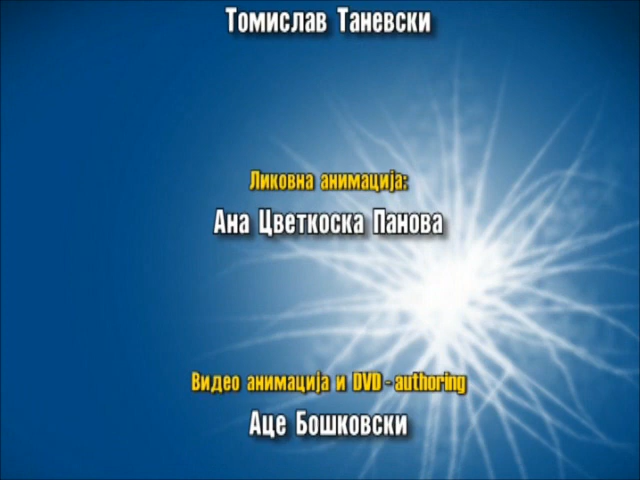 Томислав Таневски
Ликовна анимација:
Ана Цветкоска Панова
Видео анимација и DVD - authoring
Аце Бошковски